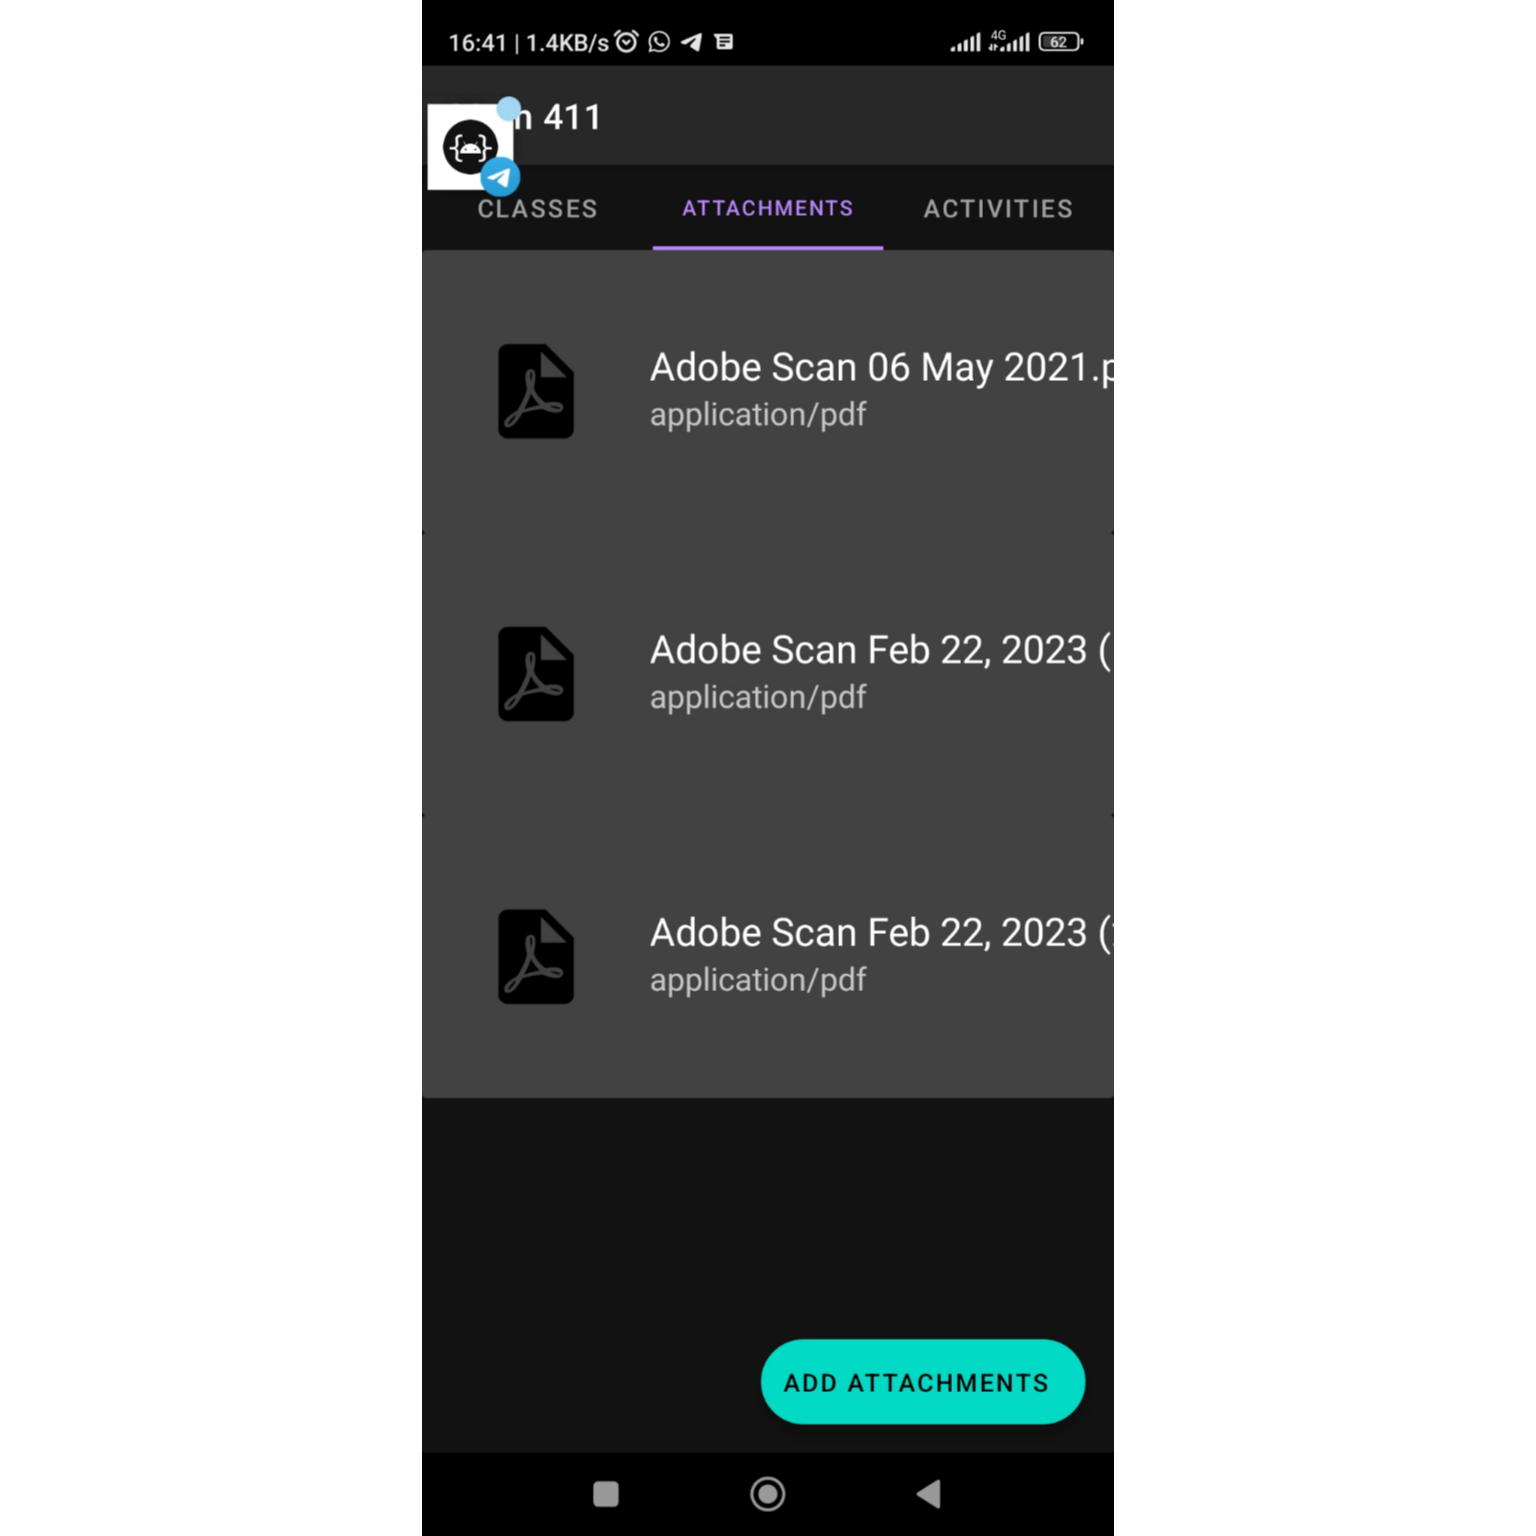 16:41 | 1.4KB/s 4G 62
411
CLASSES ATTACHMENTS ACTIVITIES
Adobe Scan 06 May 2021.p
application/pdf
Adobe Scan Feb 22, 2023 (
application/pdf
Adobe Scan Feb 22, 2023 (
application/pdf
ADD ATTACHMENTS